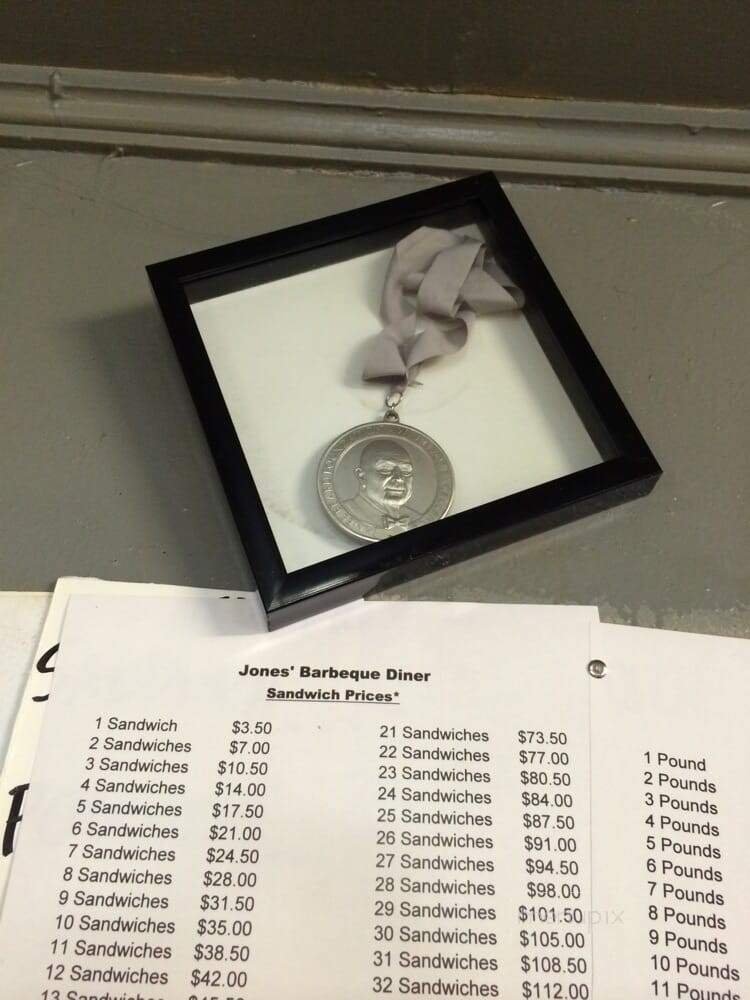 Jones' Barbeque Diner
Sandwich Prices*
1 Sandwich $3.50
2 Sandwiches $7.00
3 Sandwiches $10.50
4 Sandwiches $14.00
5 Sandwiches $17.50
6 Sandwiches $21.00
7 Sandwiches $24.50
8 Sandwiches $28.00
9 Sandwiches $31.50
10 Sandwiches $35.00
11 Sandwiches $38.50
12 Sandwiches $42.00
13 Sandwiches
21 Sandwiches $73.50
22 Sandwiches $77.00
23 Sandwiches $80.50
24 Sandwiches $84.00
25 Sandwiches $87.50
26 Sandwiches $91.00
27 Sandwiches $94.50
28 Sandwiches $98.00
29 Sandwiches $101.50
30 Sandwiches $105.00
31 Sandwiches $108.50
32 Sandwiches $112.00
1 Pound
2 Pounds
3 Pounds
4 Pounds
5 Pounds
6 Pounds
7 Pounds
8 Pounds
9 Pounds
10 Pounds
11 Pounds